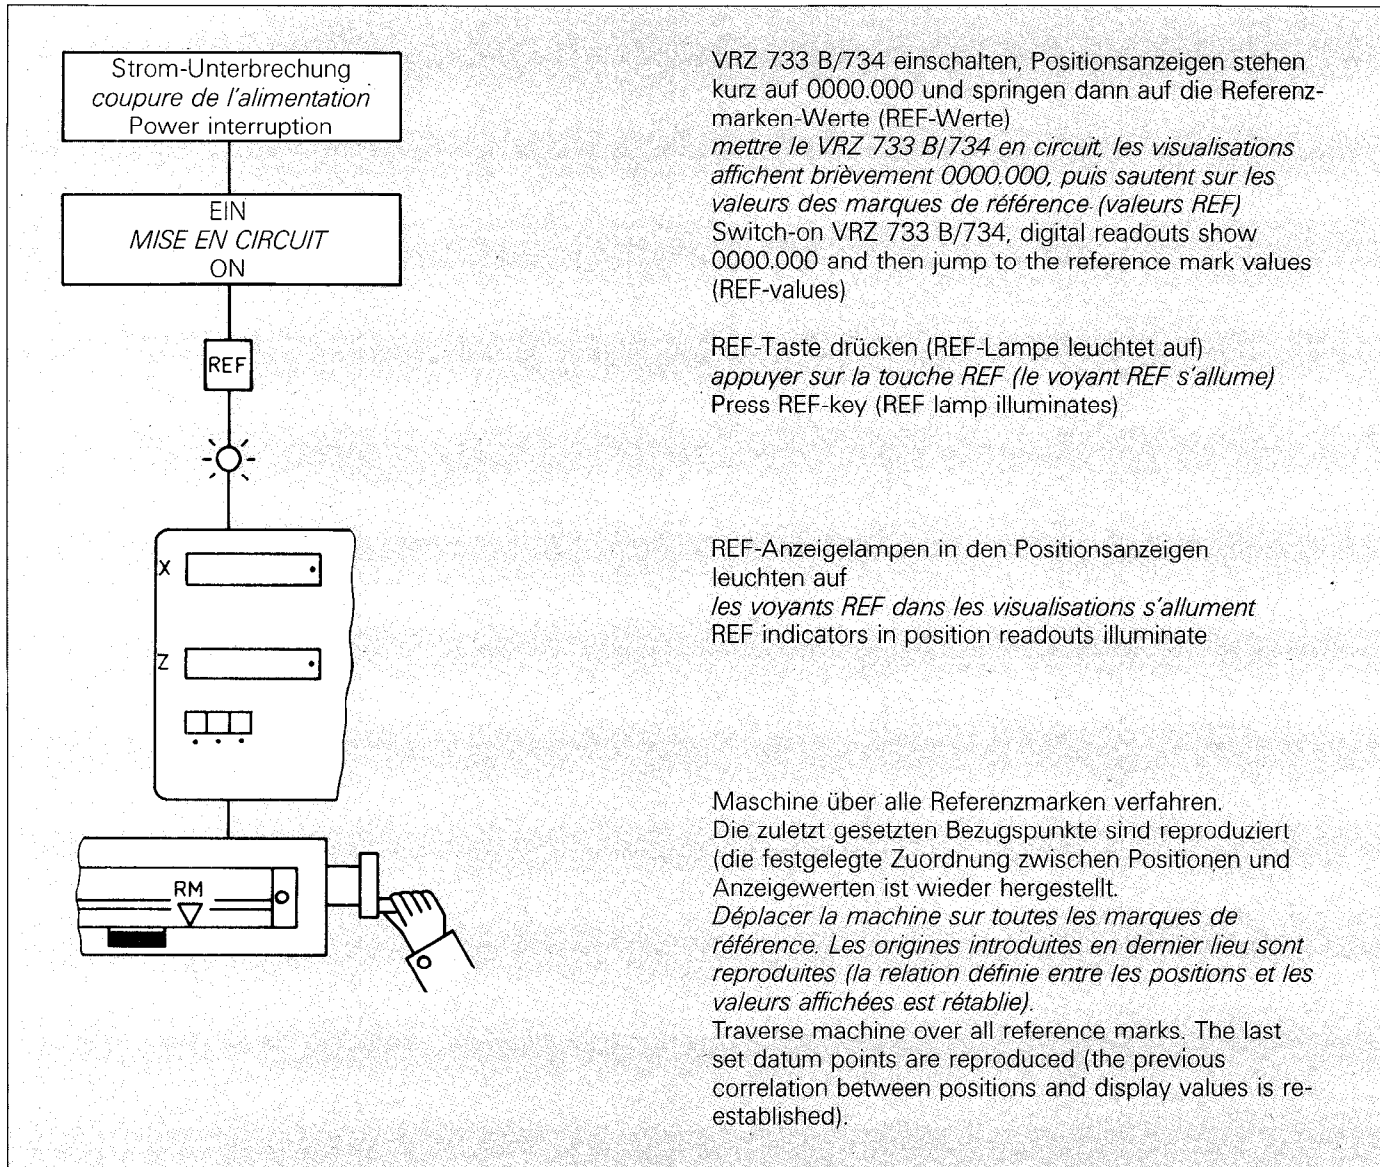 Strom-Unterbrechung
coupure de l'alimentation
Power interruption
EIN
MISE EN CIRCUIT
ON
REF
X
Z
RM
VRZ 733 B/734 einschalten, Positionsanzeigen stehen
kurz auf 0000.000 und springen dann auf die Referenz-
marken-Werte (REF-Werte)
mettre le VRZ 733 B/734 en circuit, les visualisations
affichent brièvement 0000.000, puis sautent sur les
valeurs des marques de référence (valeurs REF)
Switch-on VRZ 733 B/734, digital readouts show
0000.000 and then jump to the reference mark values
(REF-values)
REF-Taste drücken (REF-Lampe leuchtet auf)
appuyer sur la touche REF (le voyant REF s'allume)
Press REF-key (REF lamp illuminates)
REF-Anzeigelampen in den Positionsanzeigen
leuchten auf
les voyants REF dans les visualisations s'allument
REF indicators in position readouts illuminate
Maschine über alle Referenzmarken verfahren.
Die zuletzt gesetzten Bezugspunkte sind reproduziert
(die festgelegte Zuordnung zwischen Positionen und
Anzeigewerten ist wieder hergestellt.
Déplacer la machine sur toutes les marques de
référence. Les origines introduites en dernier lieu sont
reproduites (la relation définie entre les positions et les
valeurs affichées est rétablie).
Traverse machine over all reference marks. The last
set datum points are reproduced (the previous
correlation between positions and display values is re-
established).